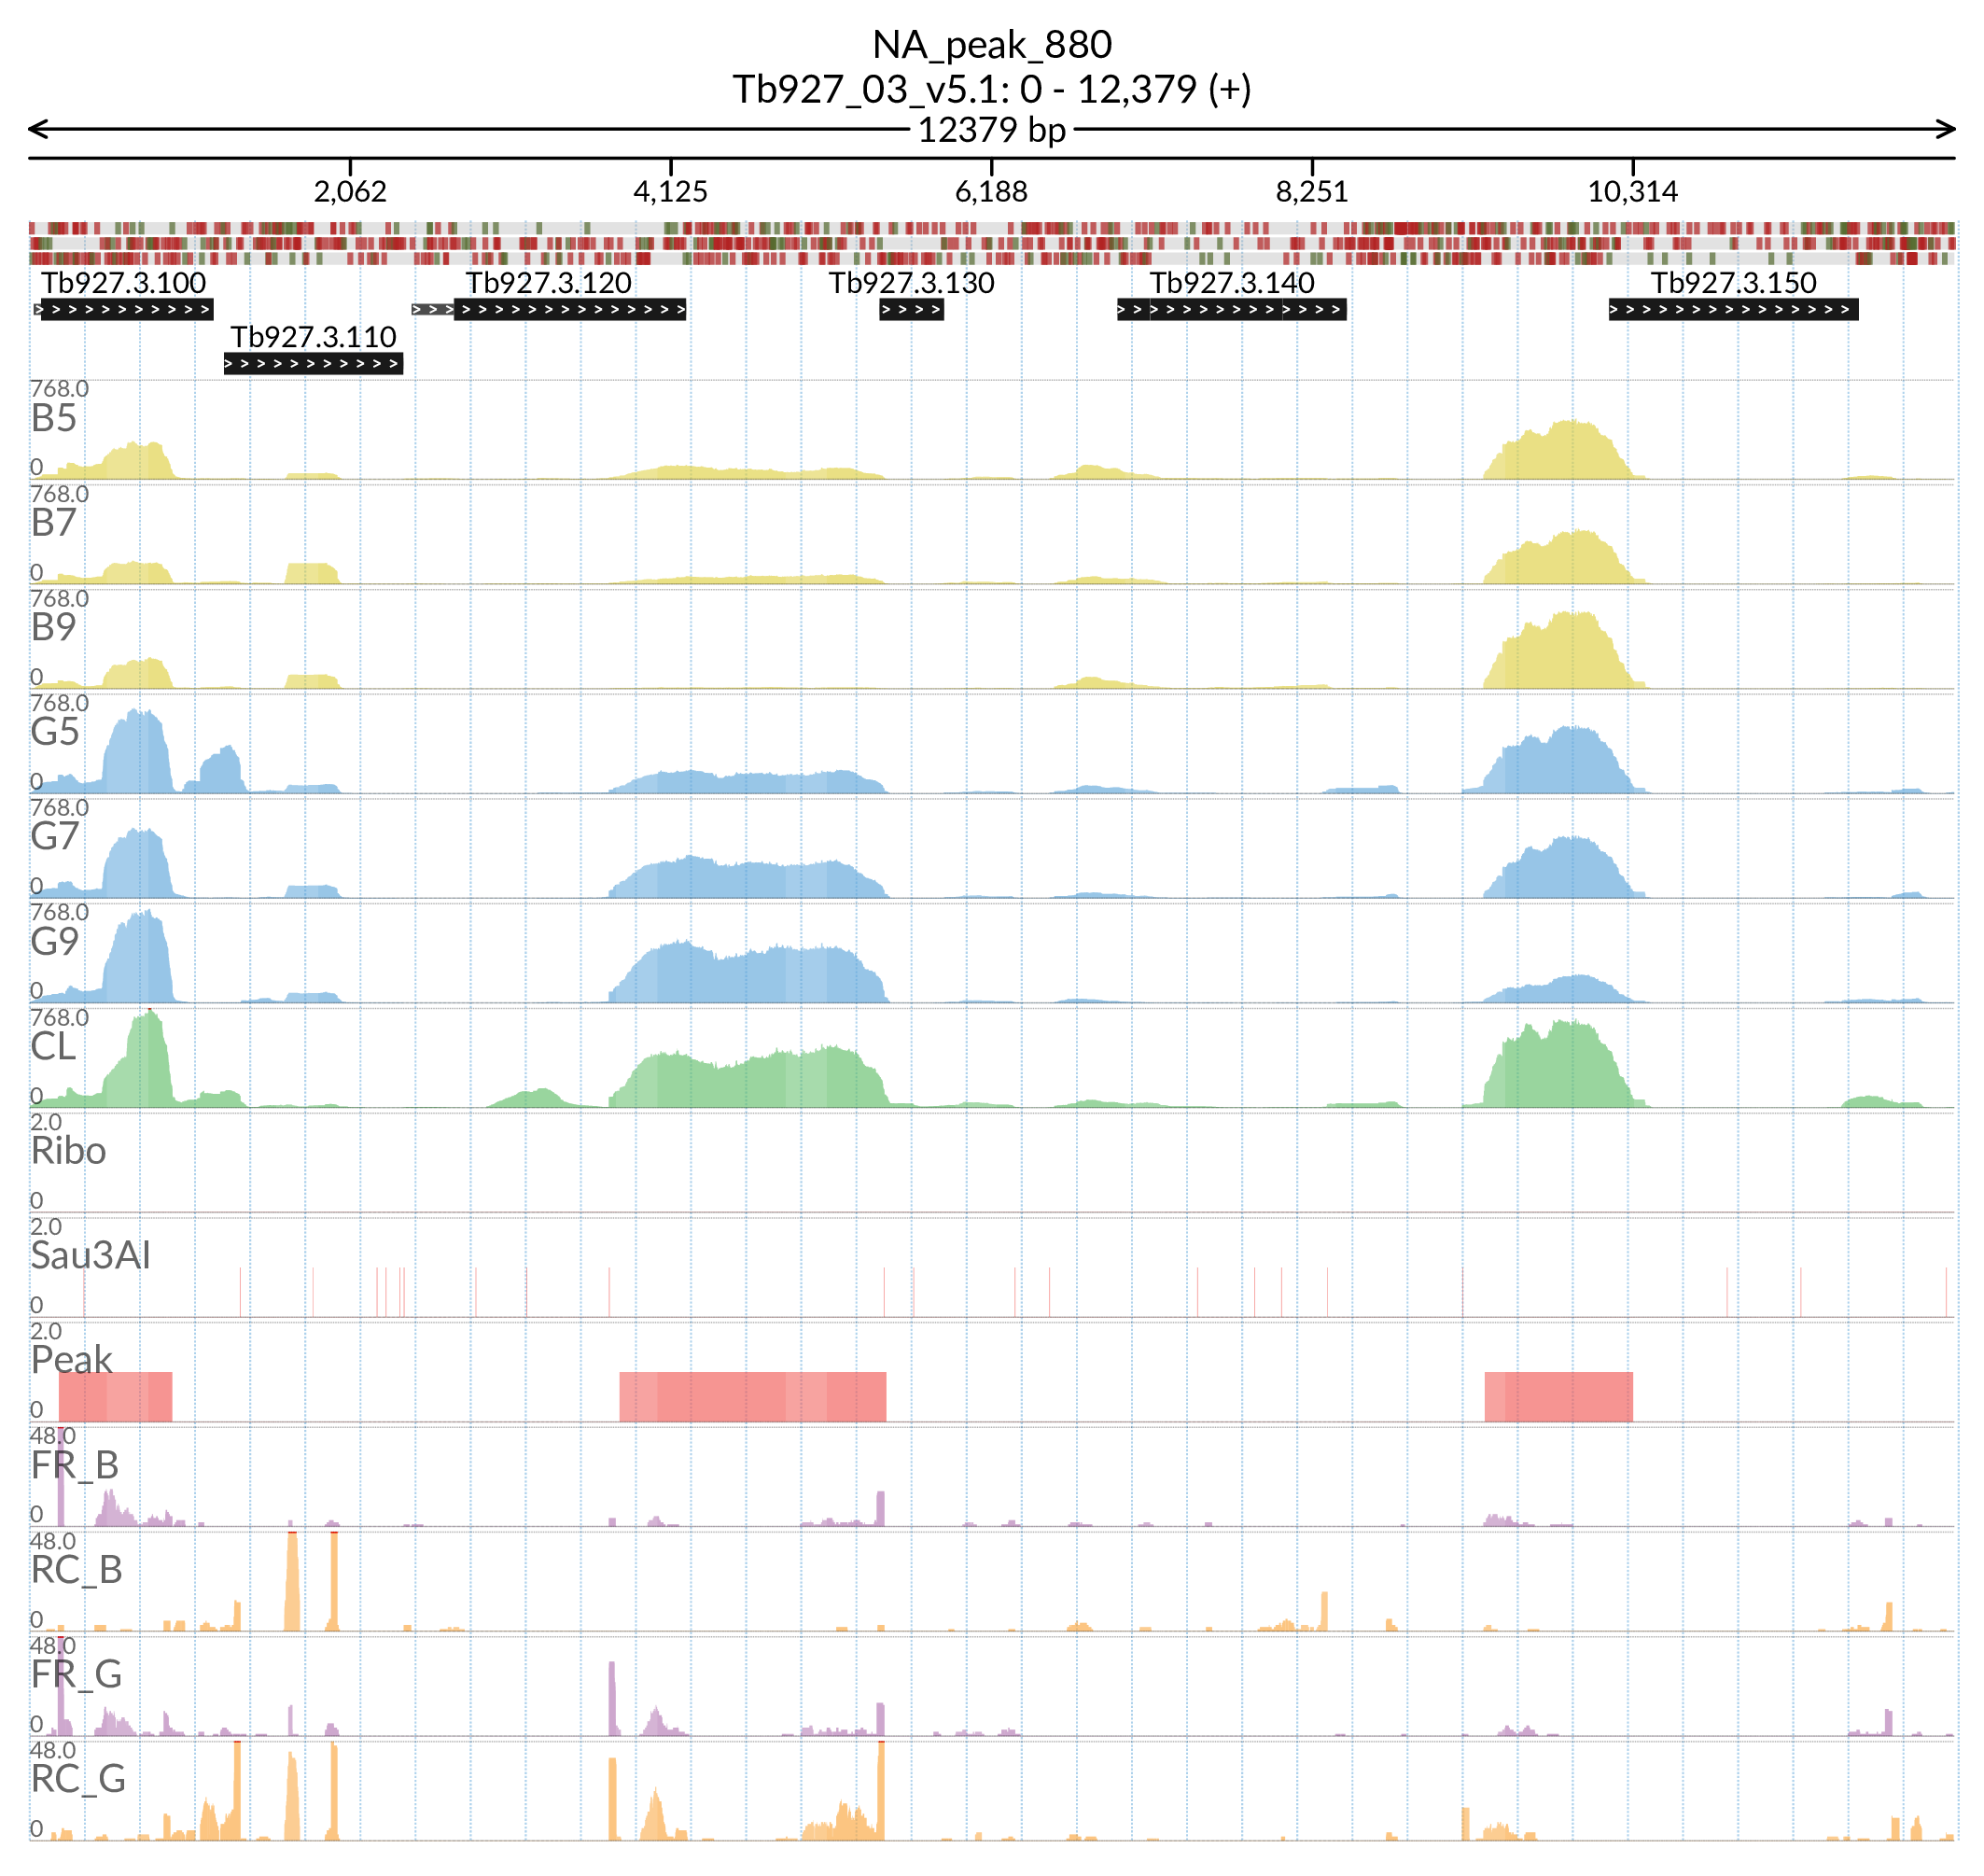 NA_peak_880
Tb927_03_v5.1: 0 - 12,379 (+)
12379 bp
2,062 4,125 6,188 8,251 10,314
Tb927.3.100 Tb927.3.120 Tb927.3.130 Tb927.3.140 Tb927.3.150
Tb927.3.110
768.0
B5
0
768.0
B7
0
768.0
B9
0
768.0
G5
0
768.0
G7
0
768.0
G9
0
768.0
CL
0
2.0
Ribo
0
2.0
Sau3AI
0
2.0
Peak
0
48.0
FR_B
0
48.0
RC_B
0
48.0
FR_G
0
48.0
RC_G
0